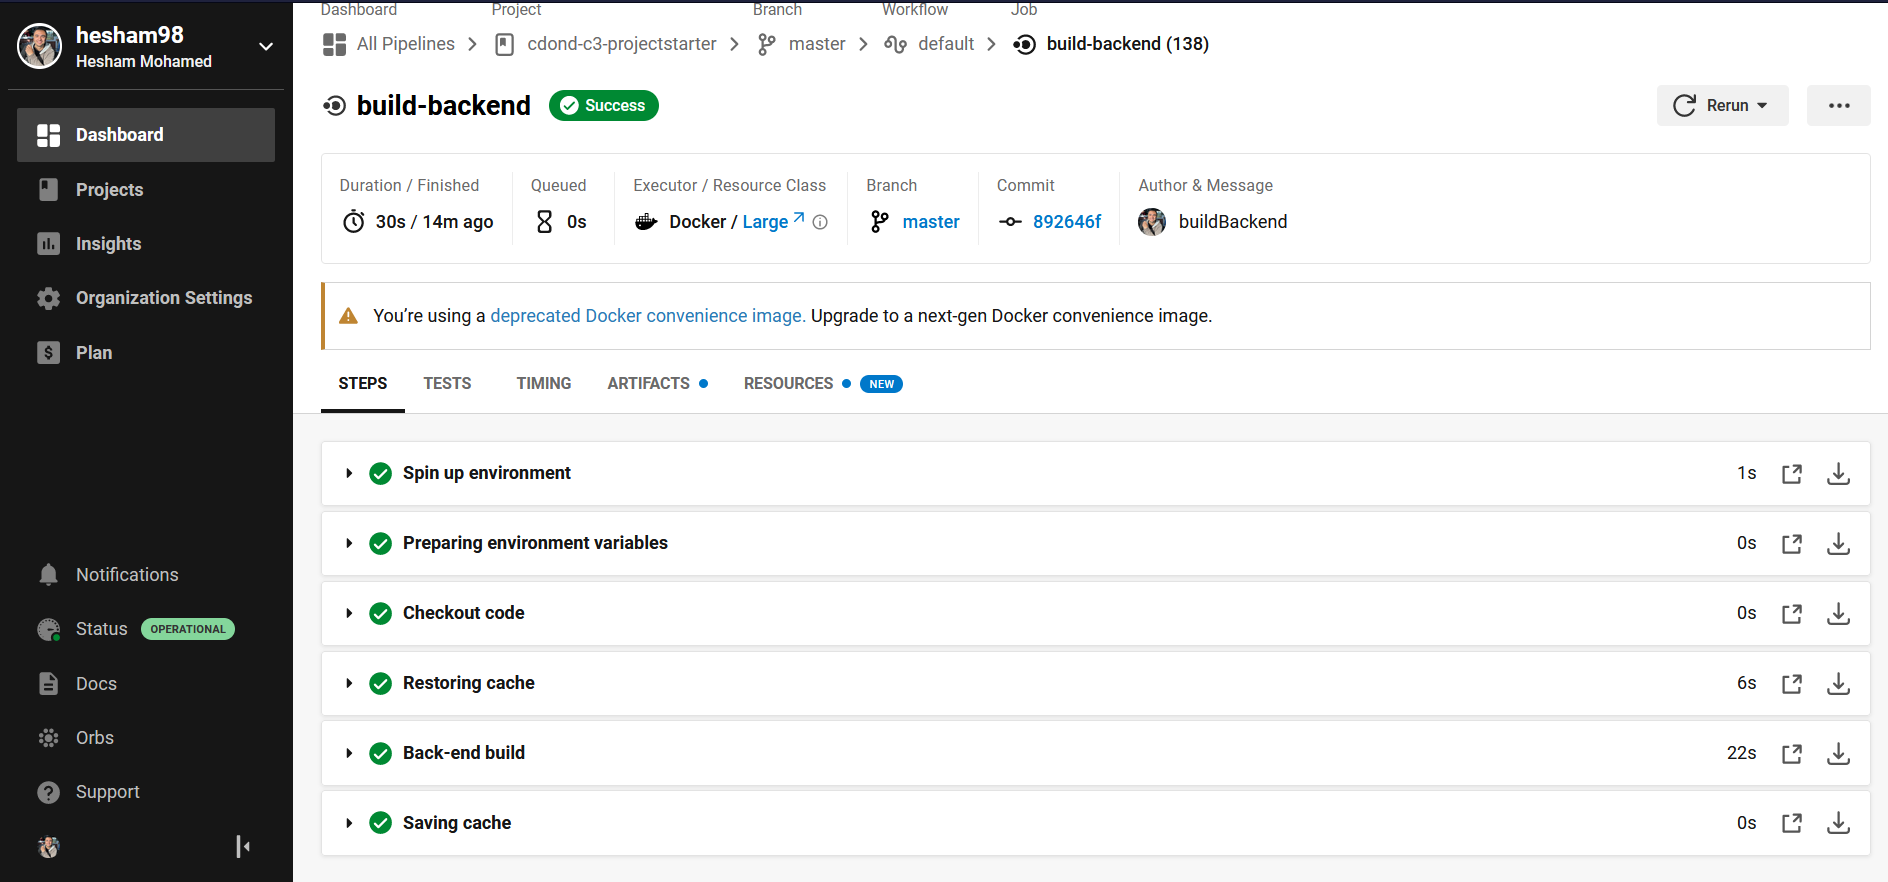 hesham98
Hesham Mohamed
Dashboard
Projects
Insights
Organization Settings
Plan
Notifications
Status OPERATIONAL
Docs
Orbs
Support
Dashboard Project Branch Workflow Job
All Pipelines cdond-c3-projectstarter master default build-backend (138)
build-backend Success
Rerun
Duration / Finished Queued Executor / Resource Class Branch Commit Author & Message
30s / 14m ago 0s Docker / Large master 892646f buildBackend
You’re using a deprecated Docker convenience image. Upgrade to a next-gen Docker convenience image.
STEPS TESTS TIMING ARTIFACTS RESOURCES NEW
Spin up environment 1s
Preparing environment variables 0s
Checkout code 0s
Restoring cache 6s
Back-end build 22s
Saving cache 0s